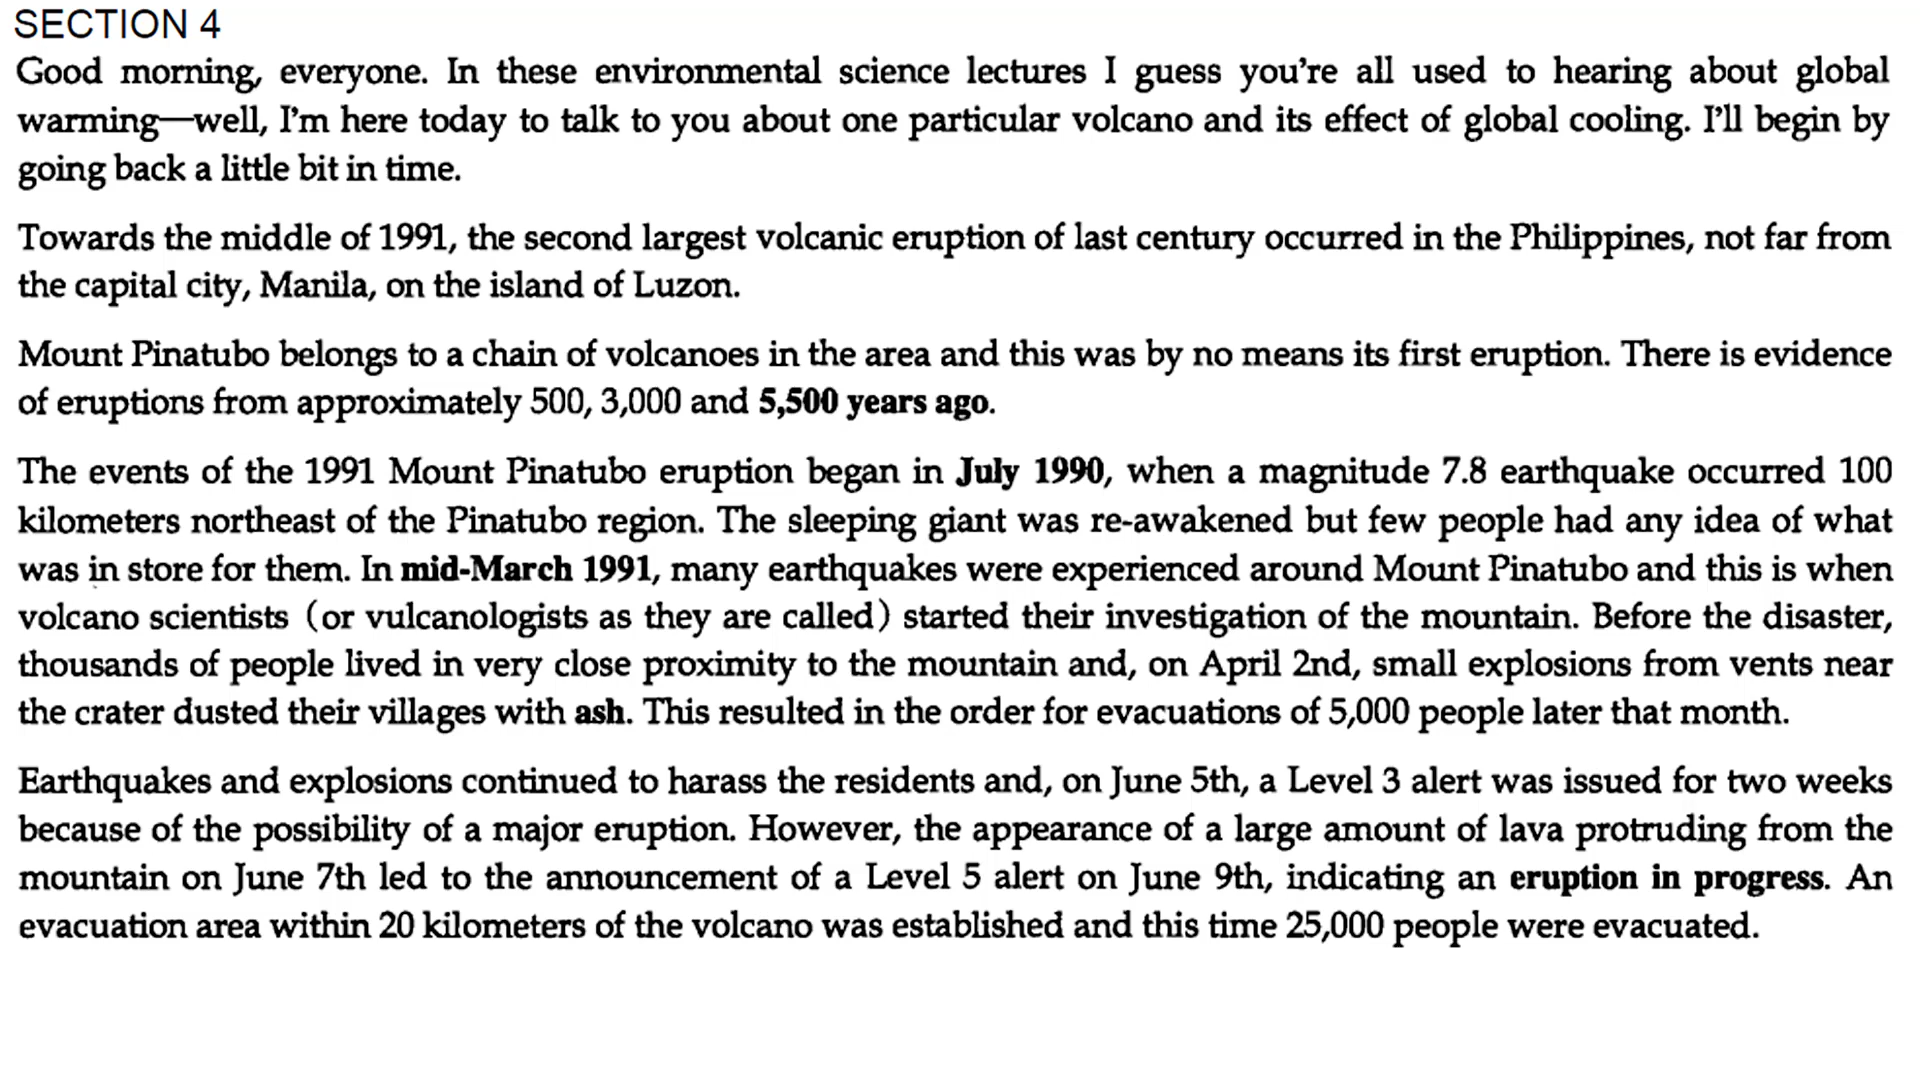 SECTION 4
Good morning, everyone. In these environmental science lectures I guess you're all used to hearing about global
warming—well, I'm here today to talk to you about one particular volcano and its effect of global cooling. I'll begin by
going back a little bit in time.
Towards the middle of 1991, the second largest volcanic eruption of last century occurred in the Philippines, not far from
the capital city, Manila, on the island of Luzon.
Mount Pinatubo belongs to a chain of volcanoes in the area and this was by no means its first eruption. There is evidence
of eruptions from approximately 500, 3,000 and 5,500 years ago.
The events of the 1991 Mount Pinatubo eruption began in July 1990, when a magnitude 7.8 earthquake occurred 100
kilometers northeast of the Pinatubo region. The sleeping giant was re-awakened but few people had any idea of what
was in store for them. In mid-March 1991, many earthquakes were experienced around Mount Pinatubo and this is when
volcano scientists (or vulcanologists as they are called) started their investigation of the mountain. Before the disaster,
thousands of people lived in very close proximity to the mountain and, on April 2nd, small explosions from vents near
the crater dusted their villages with ash. This resulted in the order for evacuations of 5,000 people later that month.
Earthquakes and explosions continued to harass the residents and, on June 5th, a Level 3 alert was issued for two weeks
because of the possibility of a major eruption. However, the appearance of a large amount of lava protruding from the
mountain on June 7th led to the announcement of a Level 5 alert on June 9th, indicating an eruption in progress. An
evacuation area within 20 kilometers of the volcano was established and this time 25,000 people were evacuated.